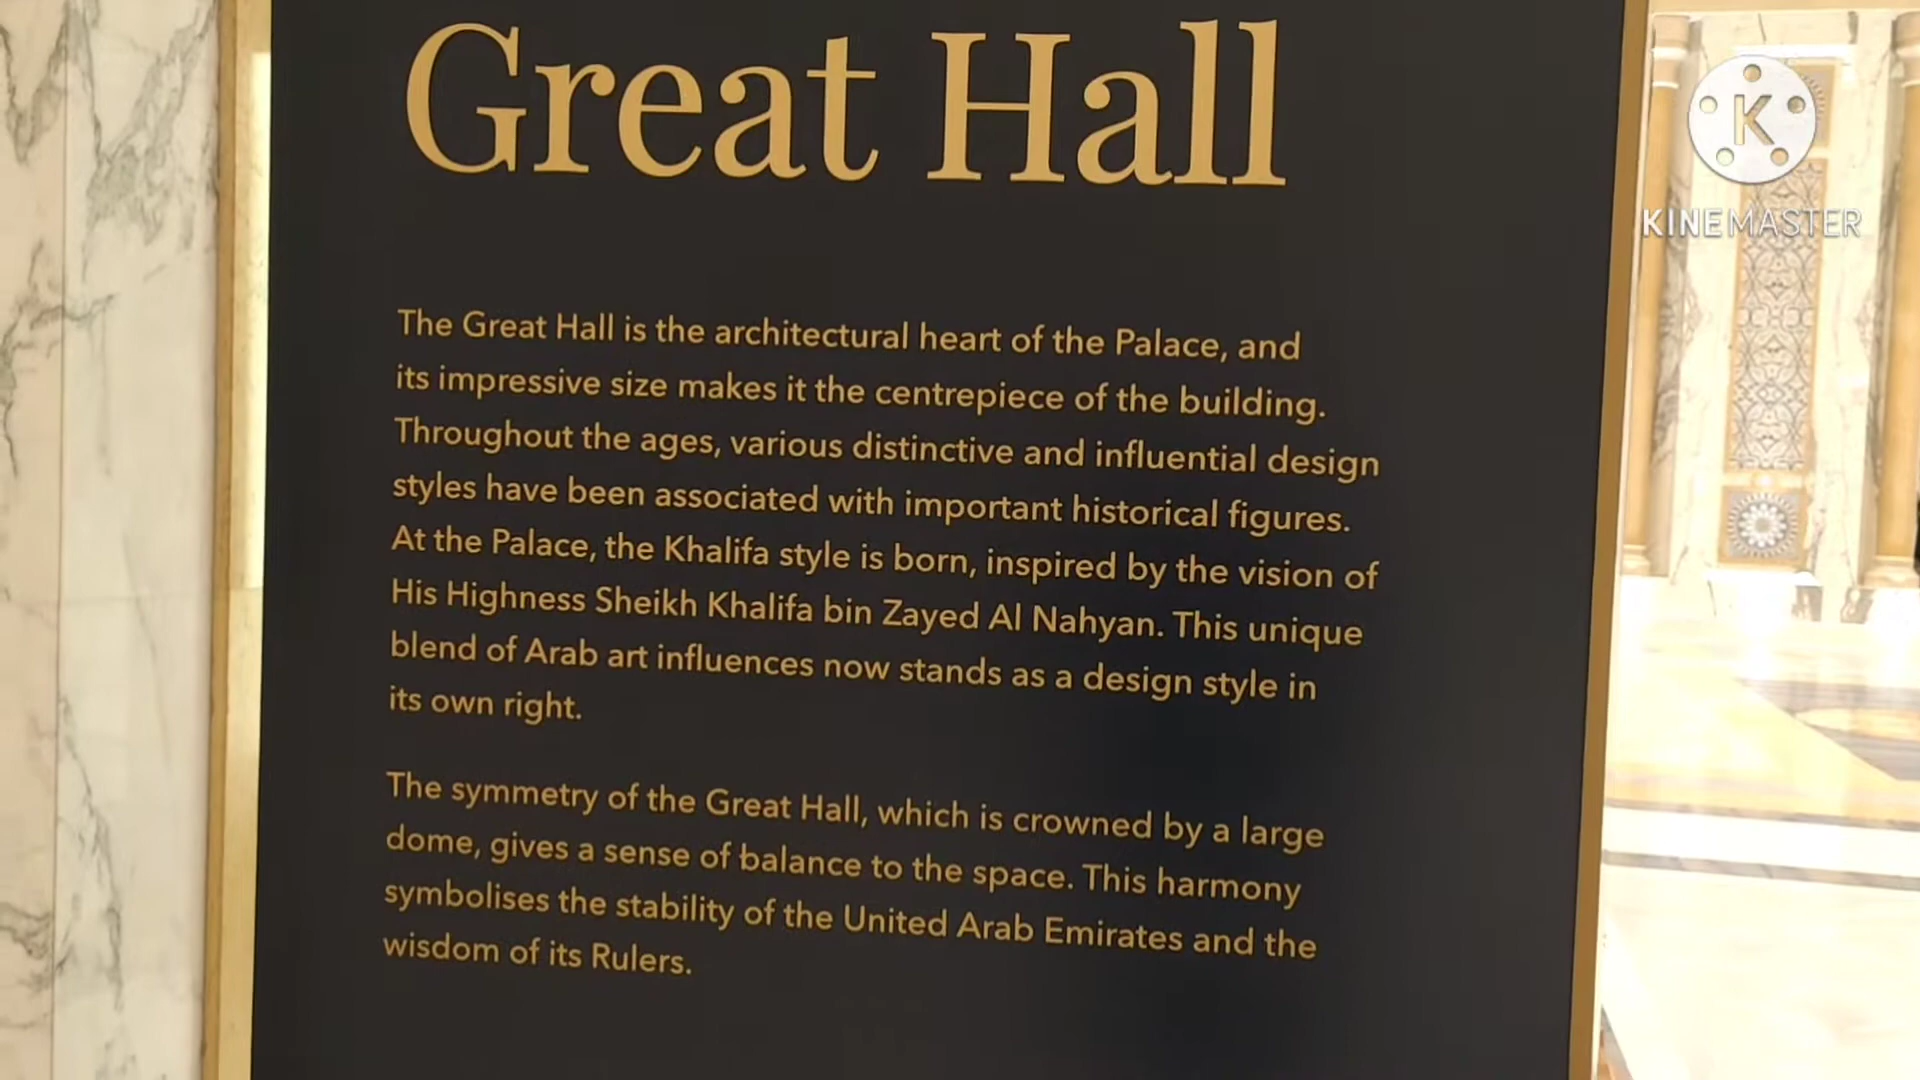 Great Hall
K
KINEMASTER
The Great Hall is the architectural heart of the Palace, and
its impressive size makes it the centrepiece of the building.
Throughout the ages, various distinctive and influential design
styles have been associated with important historical figures.
At the Palace, the Khalifa style is born, inspired by the vision of
His Highness Sheikh Khalifa bin Zayed Al Nahyan. This unique
blend of Arab art influences now stands as a design style in
its own right.
The symmetry of the Great Hall, which is crowned by a large
dome, gives a sense of balance to the space. This harmony
symbolises the stability of the United Arab Emirates and the
wisdom of its Rulers.